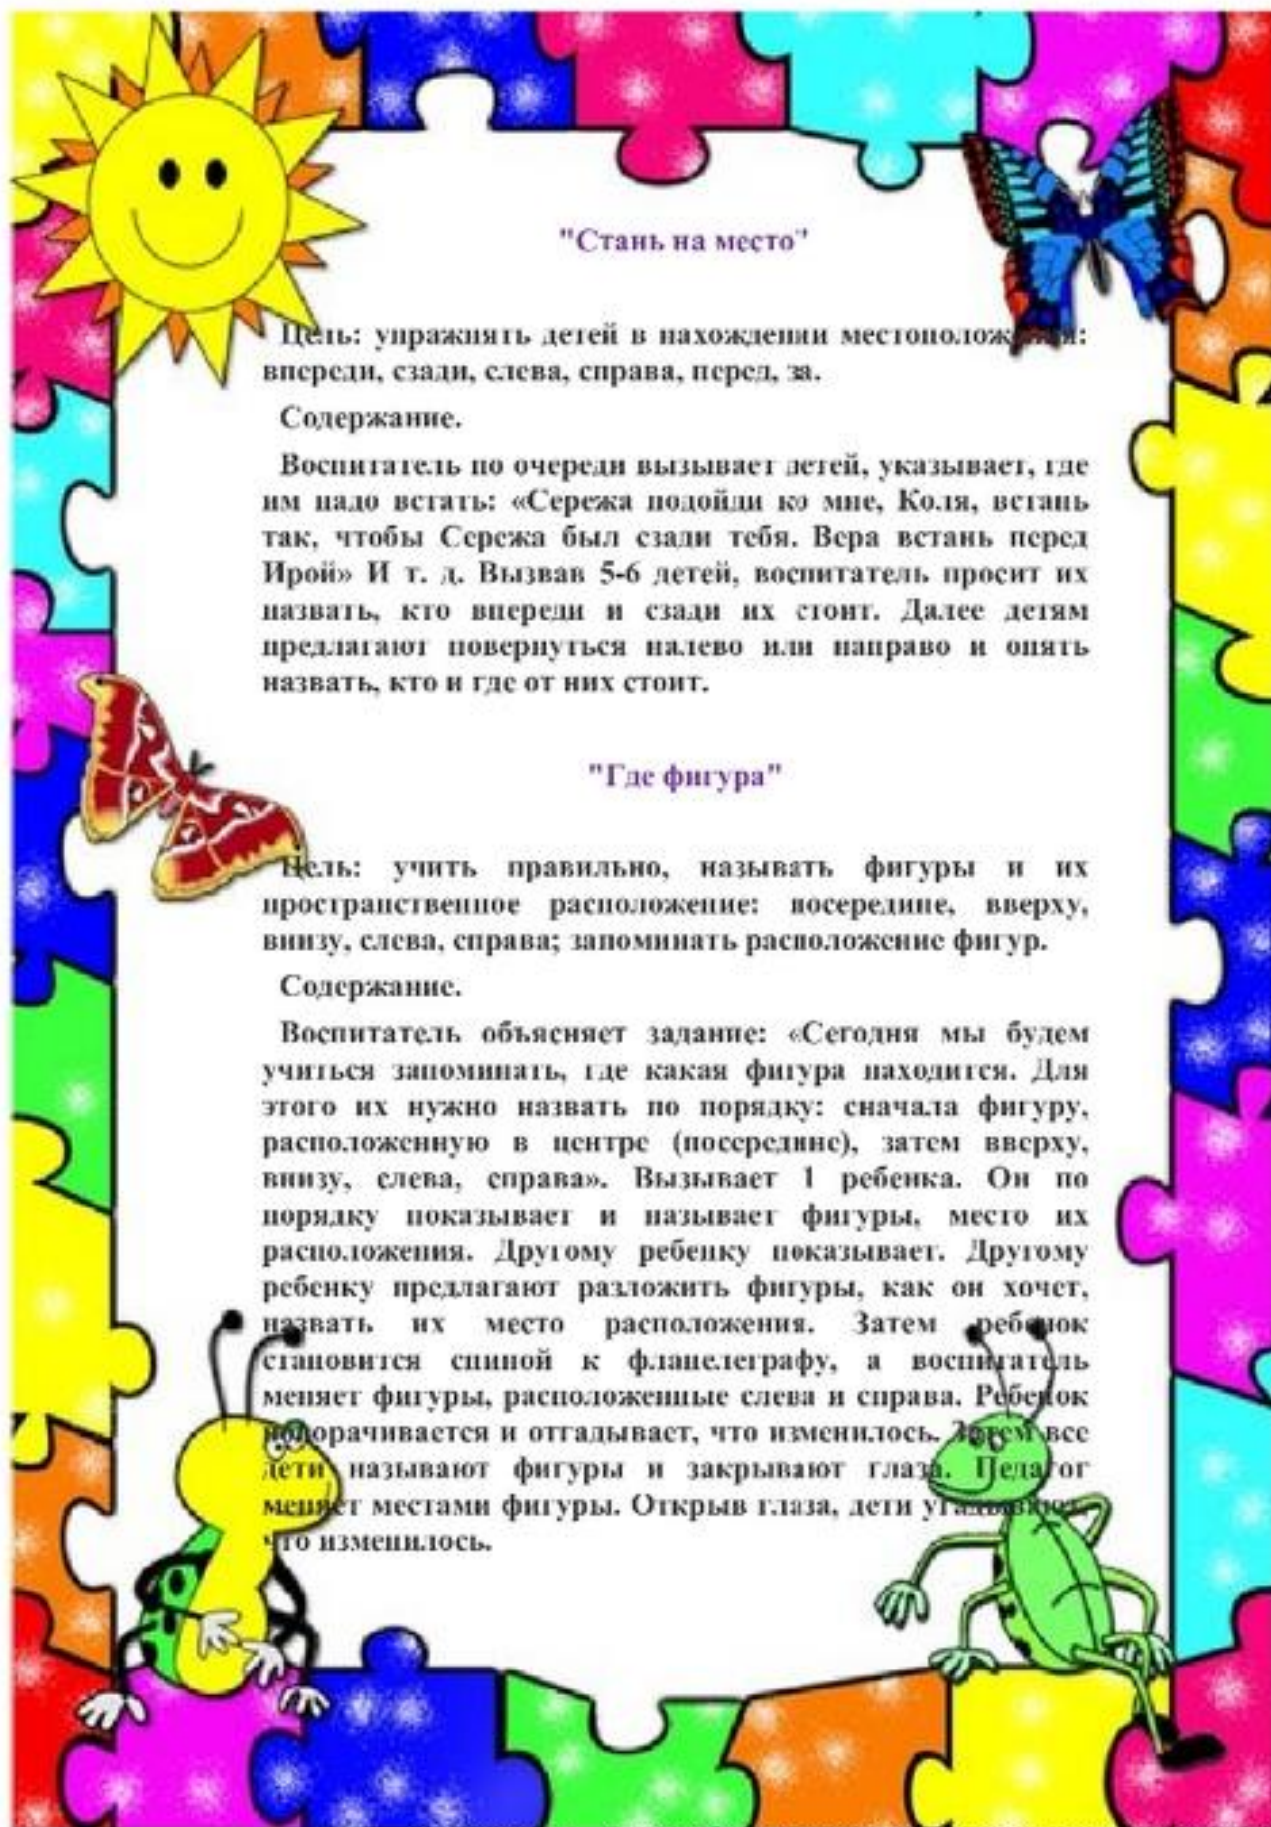 "Стань на место"
Цель: упражнять детей в нахождении местоположения:
впереди, сзади, слева, справа, перед, за.
Содержание.
Воспитатель по очереди вызывает детей, указывает, где
им надо встать: «Сережа подойди ко мне, Коля, встань
так, чтобы Сережа был сзади тебя. Вера встань перед
Ирой» И т. д. Вызвав 5-6 детей, воспитатель просит их
назвать, кто впереди и сзади их стоит. Далее детям
предлагают повернуться налево или направо и опять
назвать, кто и где от них стоит.
"Где фигура"
Цель: учить правильно, называть фигуры и их
пространственное расположение: посередине, вверху,
внизу, слева, справа; запоминать расположение фигур.
Содержание.
Воспитатель объясняет задание: «Сегодня мы будем
учиться запоминать, где какая фигура находится. Для
этого их нужно назвать по порядку: сначала фигуру,
расположенную в центре (посередине), затем вверху,
внизу, слева, справа». Вызывает 1 ребенка. Он по
порядку показывает и называет фигуры, место их
расположения. Другому ребенку показывает. Другому
ребенку предлагают разложить фигуры, как он хочет,
назвать их место расположения. Затем ребенок
становится спиной к фланелеграфу, а воспитатель
меняет фигуры, расположенные слева и справа. Ребенок
поворачивается и отгадывает, что изменилось. Затем все
дети называют фигуры и закрывают глаза. Педагог
меняет местами фигуры. Открыв глаза, дети угадывают,
что изменилось.